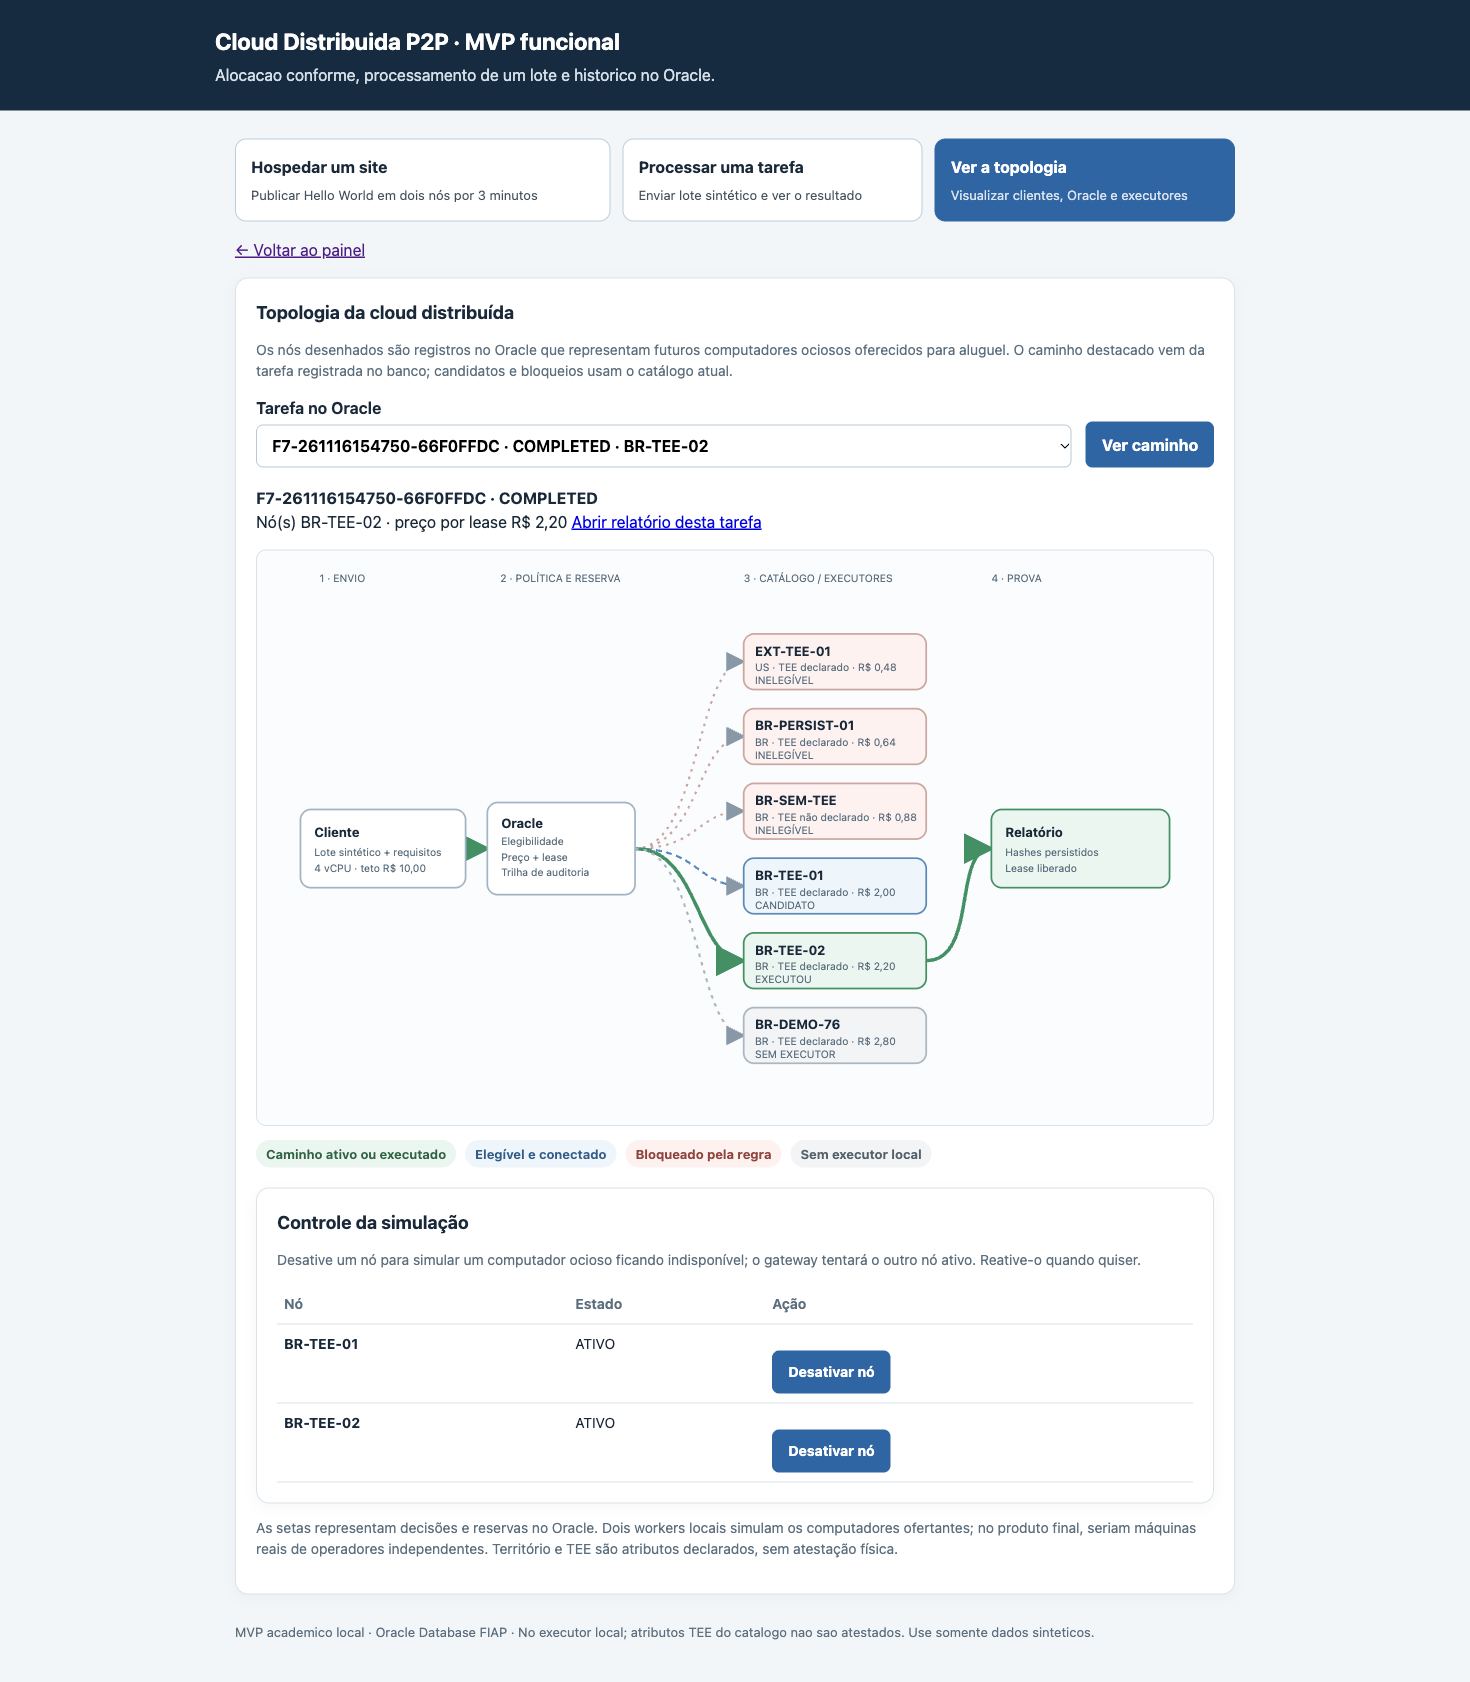 Cloud Distribuida P2P · MVP funcional
Alocacao conforme, processamento de um lote e historico no Oracle.
Hospedar um site
Publicar Hello World em dois nós por 3 minutos
Processar uma tarefa
Enviar lote sintético e ver o resultado
Ver a topologia
Visualizar clientes, Oracle e executores
← Voltar ao painel
Topologia da cloud distribuída
Os nós desenhados são registros no Oracle que representam futuros computadores ociosos oferecidos para aluguel. O caminho destacado vem da
tarefa registrada no banco; candidatos e bloqueios usam o catálogo atual.
Tarefa no Oracle
F7-261116154750-66F0FFDC · COMPLETED · BR-TEE-02
Ver caminho
F7-261116154750-66F0FFDC · COMPLETED
Nó(s) BR-TEE-02 · preço por lease R$ 2,20 Abrir relatório desta tarefa
1 · ENVIO
2 · POLÍTICA E RESERVA
3 · CATÁLOGO / EXECUTORES
4 · PROVA
Cliente
Lote sintético + requisitos
4 vCPU · teto R$ 10,00
Oracle
Elegibilidade
Preço + lease
Trilha de auditoria
EXT-TEE-01
US · TEE declarado · R$ 0,48
INELEGÍVEL
BR-PERSIST-01
BR · TEE declarado · R$ 0,64
INELEGÍVEL
BR-SEM-TEE
BR · TEE não declarado · R$ 0,88
INELEGÍVEL
BR-TEE-01
BR · TEE declarado · R$ 2,00
CANDIDATO
BR-TEE-02
BR · TEE declarado · R$ 2,20
EXECUTOU
BR-DEMO-76
BR · TEE declarado · R$ 2,80
SEM EXECUTOR
Relatório
Hashes persistidos
Lease liberado
Caminho ativo ou executado
Elegível e conectado
Bloqueado pela regra
Sem executor local
Controle da simulação
Desative um nó para simular um computador ocioso ficando indisponível; o gateway tentará o outro nó ativo. Reative-o quando quiser.
Nó
Estado
Ação
BR-TEE-01
ATIVO
Desativar nó
BR-TEE-02
ATIVO
Desativar nó
As setas representam decisões e reservas no Oracle. Dois workers locais simulam os computadores ofertantes; no produto final, seriam máquinas
reais de operadores independentes. Território e TEE são atributos declarados, sem atestação física.
MVP academico local · Oracle Database FIAP · No executor local; atributos TEE do catalogo nao sao atestados. Use somente dados sinteticos.